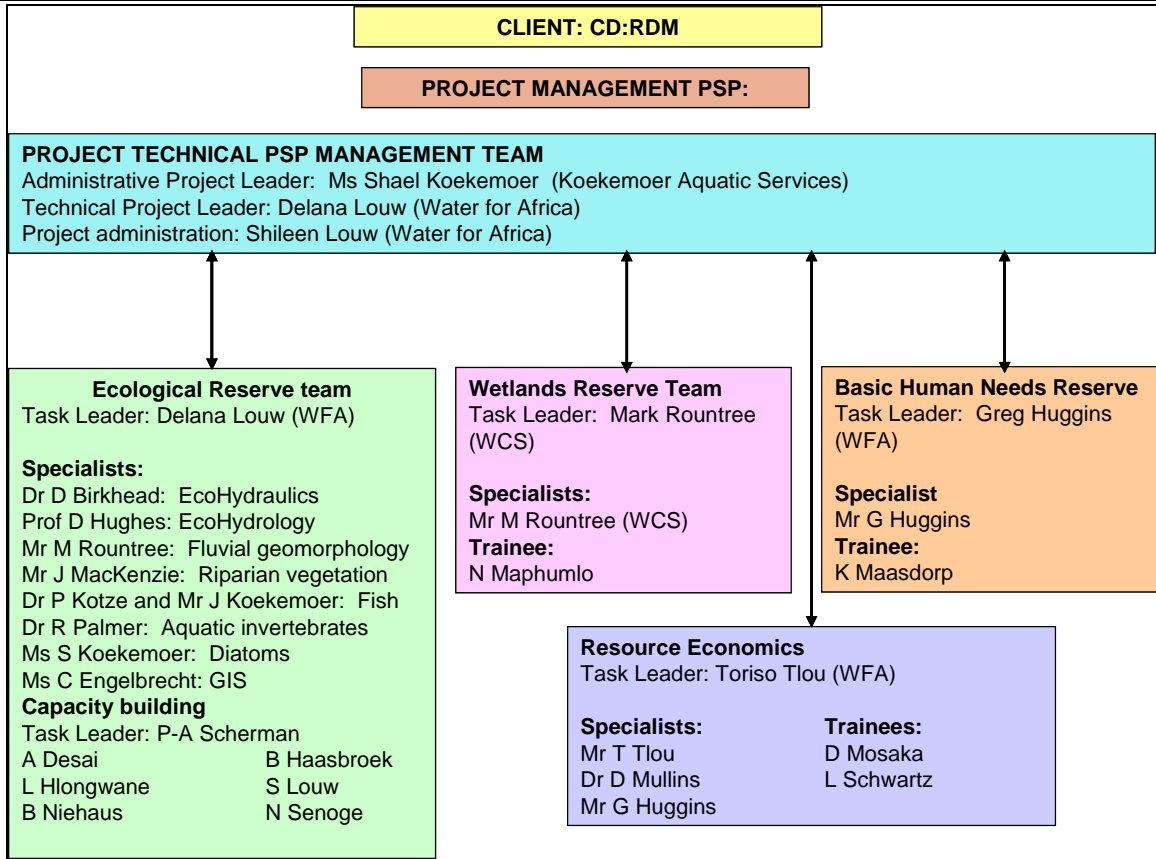 CLIENT: CD:RDM
PROJECT MANAGEMENT PSP:
PROJECT TECHNICAL PSP MANAGEMENT TEAM
Administrative Project Leader: Ms Shael Koekemoer (Koekemoer Aquatic Services)
Technical Project Leader: Delana Louw (Water for Africa)
Project administration: Shileen Louw (Water for Africa)
Ecological Reserve team
Task Leader: Delana Louw (WFA)
Specialists:
Dr D Birkhead: EcoHydraulics
Prof D Hughes: EcoHydrology
Mr M Rountree: Fluvial geomorphology
Mr J MacKenzie: Riparian vegetation
Dr P Kotze and Mr J Koekemoer: Fish
Dr R Palmer: Aquatic invertebrates
Ms S Koekemoer: Diatoms
Ms C Engelbrecht: GIS
Capacity building
Task Leader: P-A Scherman
A Desai B Haasbroek
L Hlongwane S Louw
B Niehaus N Senoge
Wetlands Reserve Team
Task Leader: Mark Rountree
(WCS)
Specialists:
Mr M Rountree (WCS)
Trainee:
N Maphumlo
Basic Human Needs Reserve
Task Leader: Greg Huggins
(WFA)
Specialist
Mr G Huggins
Trainee:
K Maasdorp
Resource Economics
Task Leader: Toriso Tlou (WFA)
Specialists: Trainees:
Mr T Tlou D Mosaka
Dr D Mullins L Schwartz
Mr G Huggins